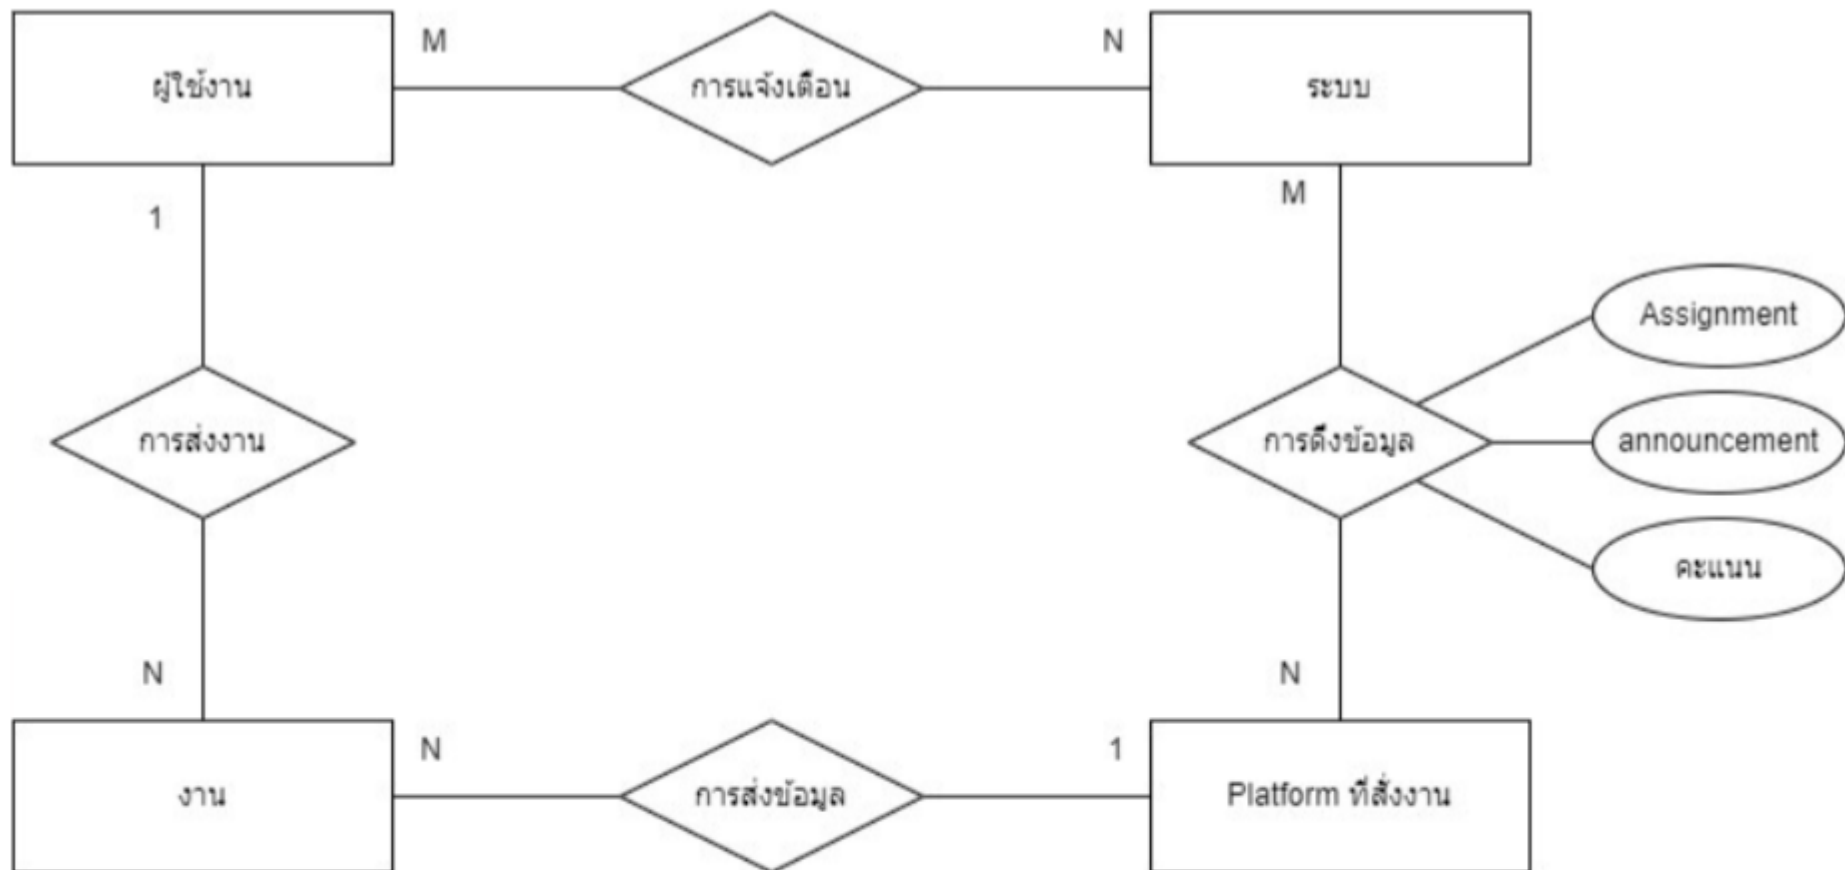 ผู้ใช้งาน
M
การแจ้งเตือน
N
ระบบ
1
M
Assignment
การส่งงาน
การดึงข้อมูล
announcement
คะแนน
N
N
งาน
N
การส่งข้อมูล
1
Platform ที่สั่งงาน